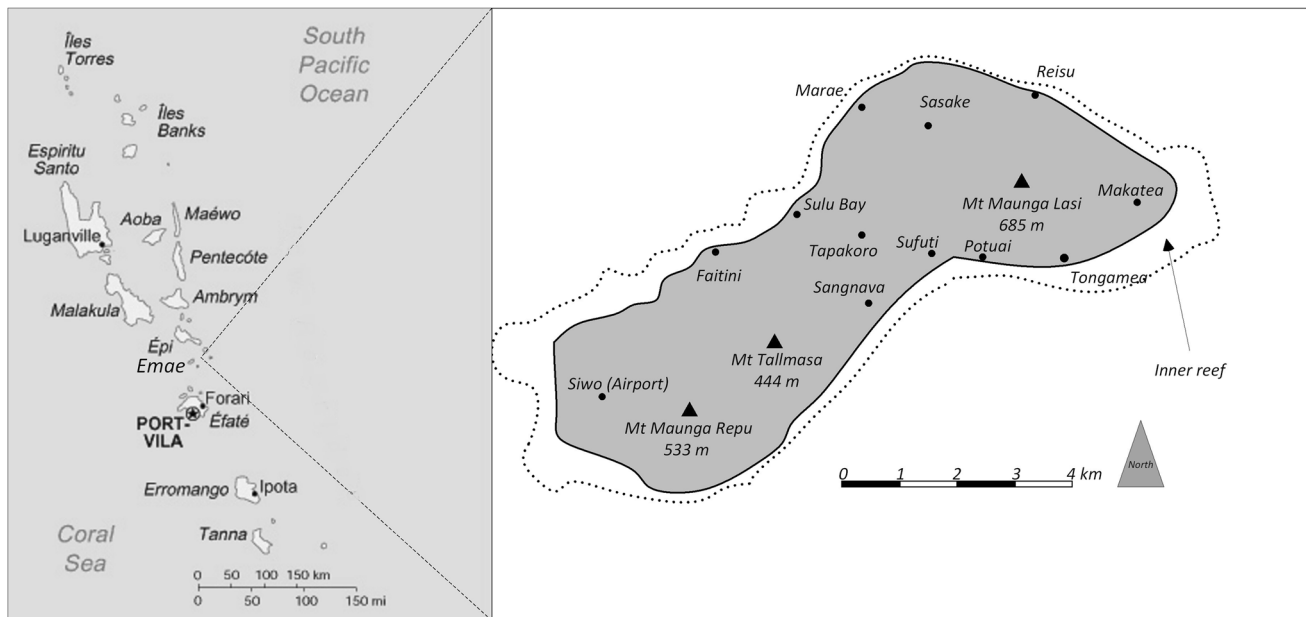 Îles
Torres
South
Pacific
Ocean
Îles
Banks
Espiritu
Santo
Aoba
Maéwo
Luganville
Pentecóte
Malakula
Ambrym
Épi
Emae
Forari
PORT-
VILA
Éfaté
Erromango
Ipota
Coral
Sea
Tanna
0 50 100 150 km
0 50 100 150 mi
Marae
Sasake
Reisu
Mt Maunga Lasi
685 m
Makatea
Sulu Bay
Tapakoro
Sufuti
Potuai
Faitini
Sangnava
Tongamea
Mt Tallmasa
444 m
Inner reef
Siwo (Airport)
Mt Maunga Repu
533 m
0 1 2 3 4 km
North